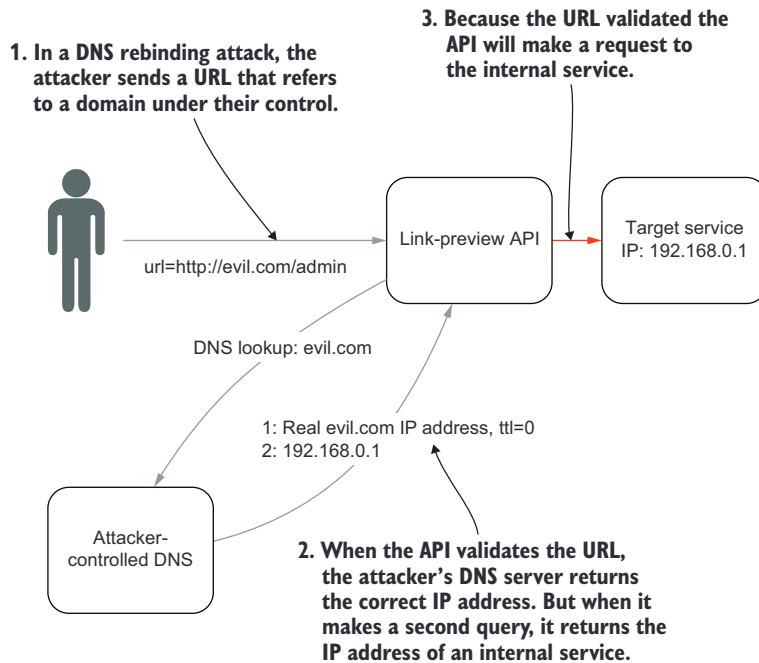 1. In a DNS rebinding attack, the
attacker sends a URL that refers
to a domain under their control.
3. Because the URL validated the
API will make a request to
the internal service.
url=http://evil.com/admin
Link-preview API
Target service
IP: 192.168.0.1
DNS lookup: evil.com
1: Real evil.com IP address, ttl=0
2: 192.168.0.1
Attacker-
controlled DNS
2. When the API validates the URL,
the attacker’s DNS server returns
the correct IP address. But when it
makes a second query, it returns the
IP address of an internal service.